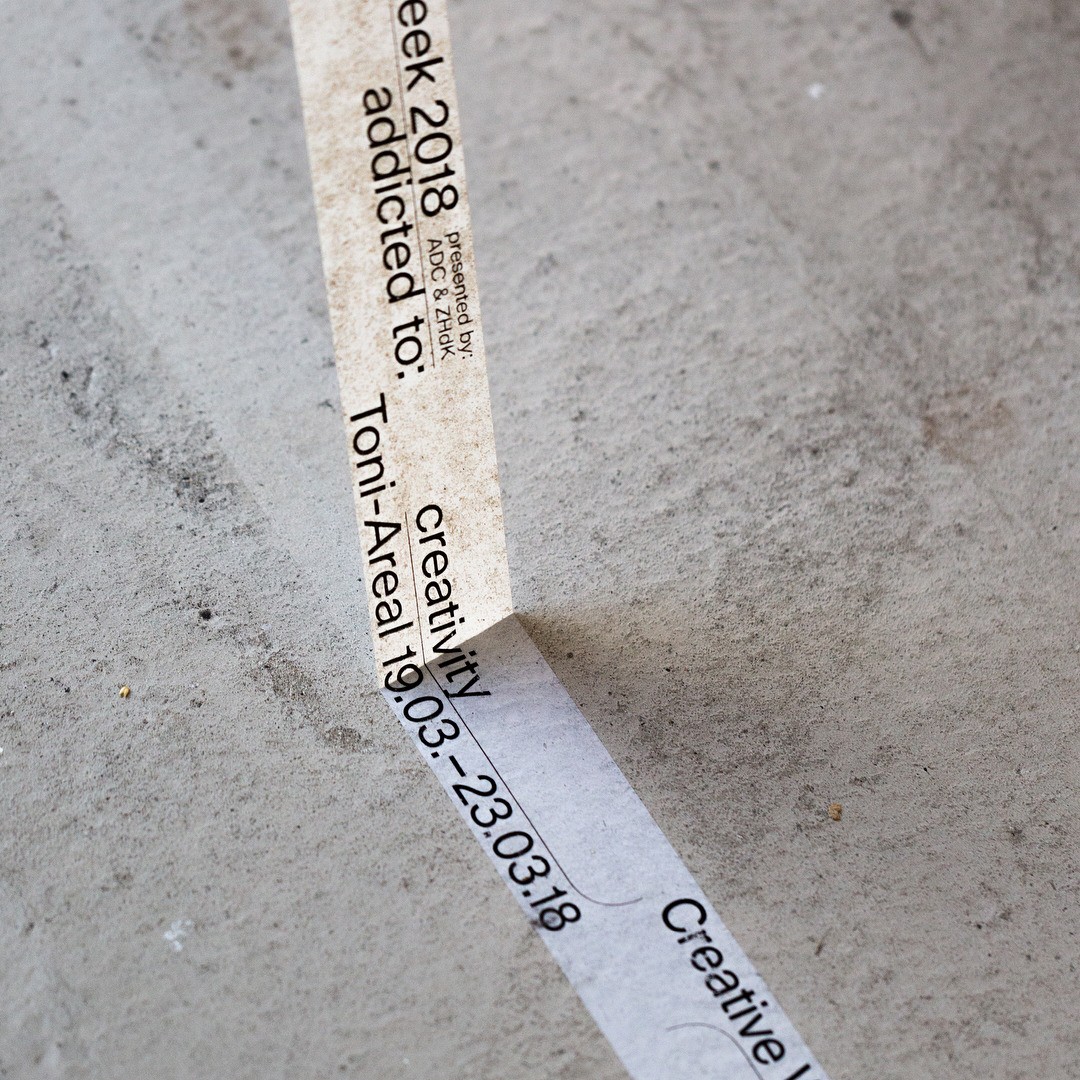 eek 2018
presented by:
ADC & ZHdK
addicted to:
creativity
Toni-Areal 19.03.–23.03.18
Creative